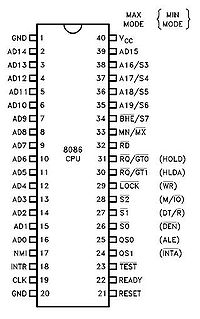 MAX MODE { MIN MODE }
GND 1 40 VCC
AD14 2 39 AD15
AD13 3 38 A16/S3
AD12 4 37 A17/S4
AD11 5 36 A18/S5
AD10 6 35 A19/S6
AD9 7 34 BHE/S7
AD8 8 33 MN/MX
AD7 9 32 RD
AD6 10 8086 CPU 31 RQ/GT0 (HOLD)
AD5 11 30 RQ/GT1 (HLDA)
AD4 12 29 LOCK (WR)
AD3 13 28 S2 (M/IO)
AD2 14 27 S1 (DT/R)
AD1 15 26 S0 (DEN)
AD0 16 25 QS0 (ALE)
NMI 17 24 QS1 (INTA)
INTR 18 23 TEST
CLK 19 22 READY
GND 20 21 RESET